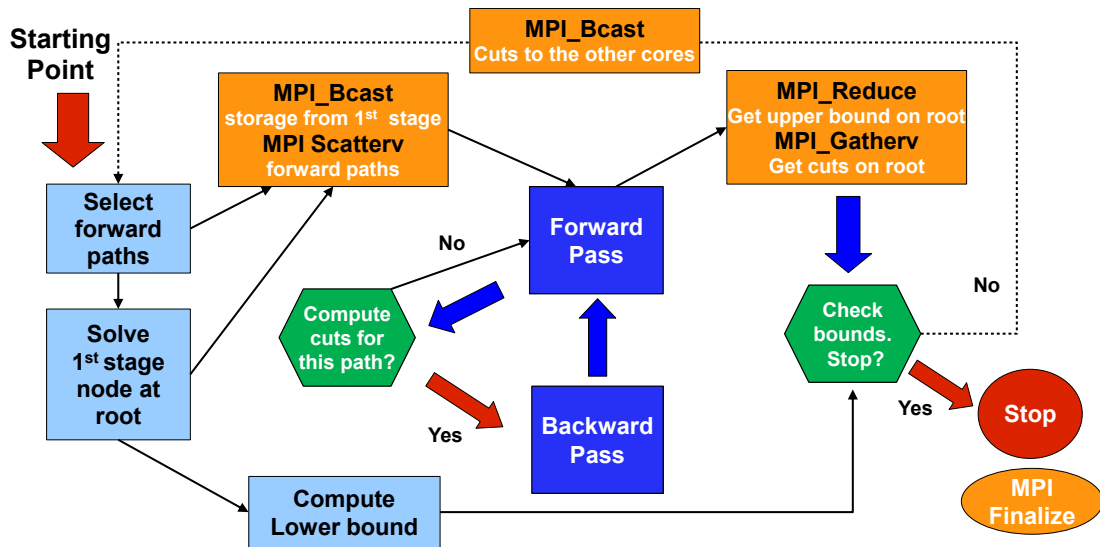 Starting
Point
MPI_Bcast
Cuts to the other cores
MPI_Bcast
storage from 1st stage
MPI Scatterv
forward paths
MPI_Reduce
Get upper bound on root
MPI_Gatherv
Get cuts on root
Select
forward
paths
Forward
Pass
No
No
Compute
cuts for
this path?
Check
bounds.
Stop?
Solve
1st stage
node at
root
Yes
Backward
Pass
Yes
Stop
Compute
Lower bound
MPI
Finalize